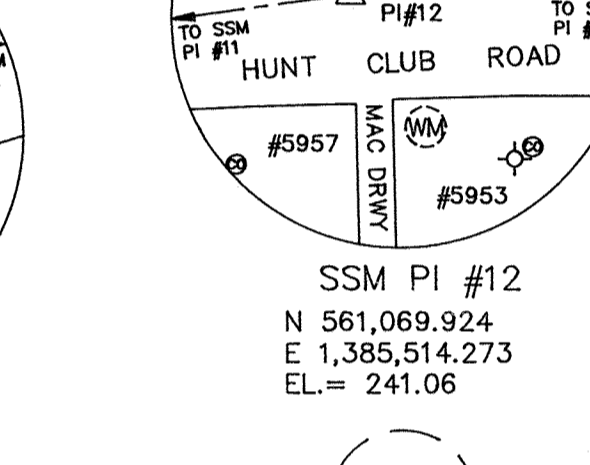 PI#12
TO SSM
PI #11
TO S
PI #
HUNT CLUB ROAD
MAC DRWY
WM
#5957
#5953
SSM PI #12
N 561,069.924
E 1,385,514.273
EL.= 241.06